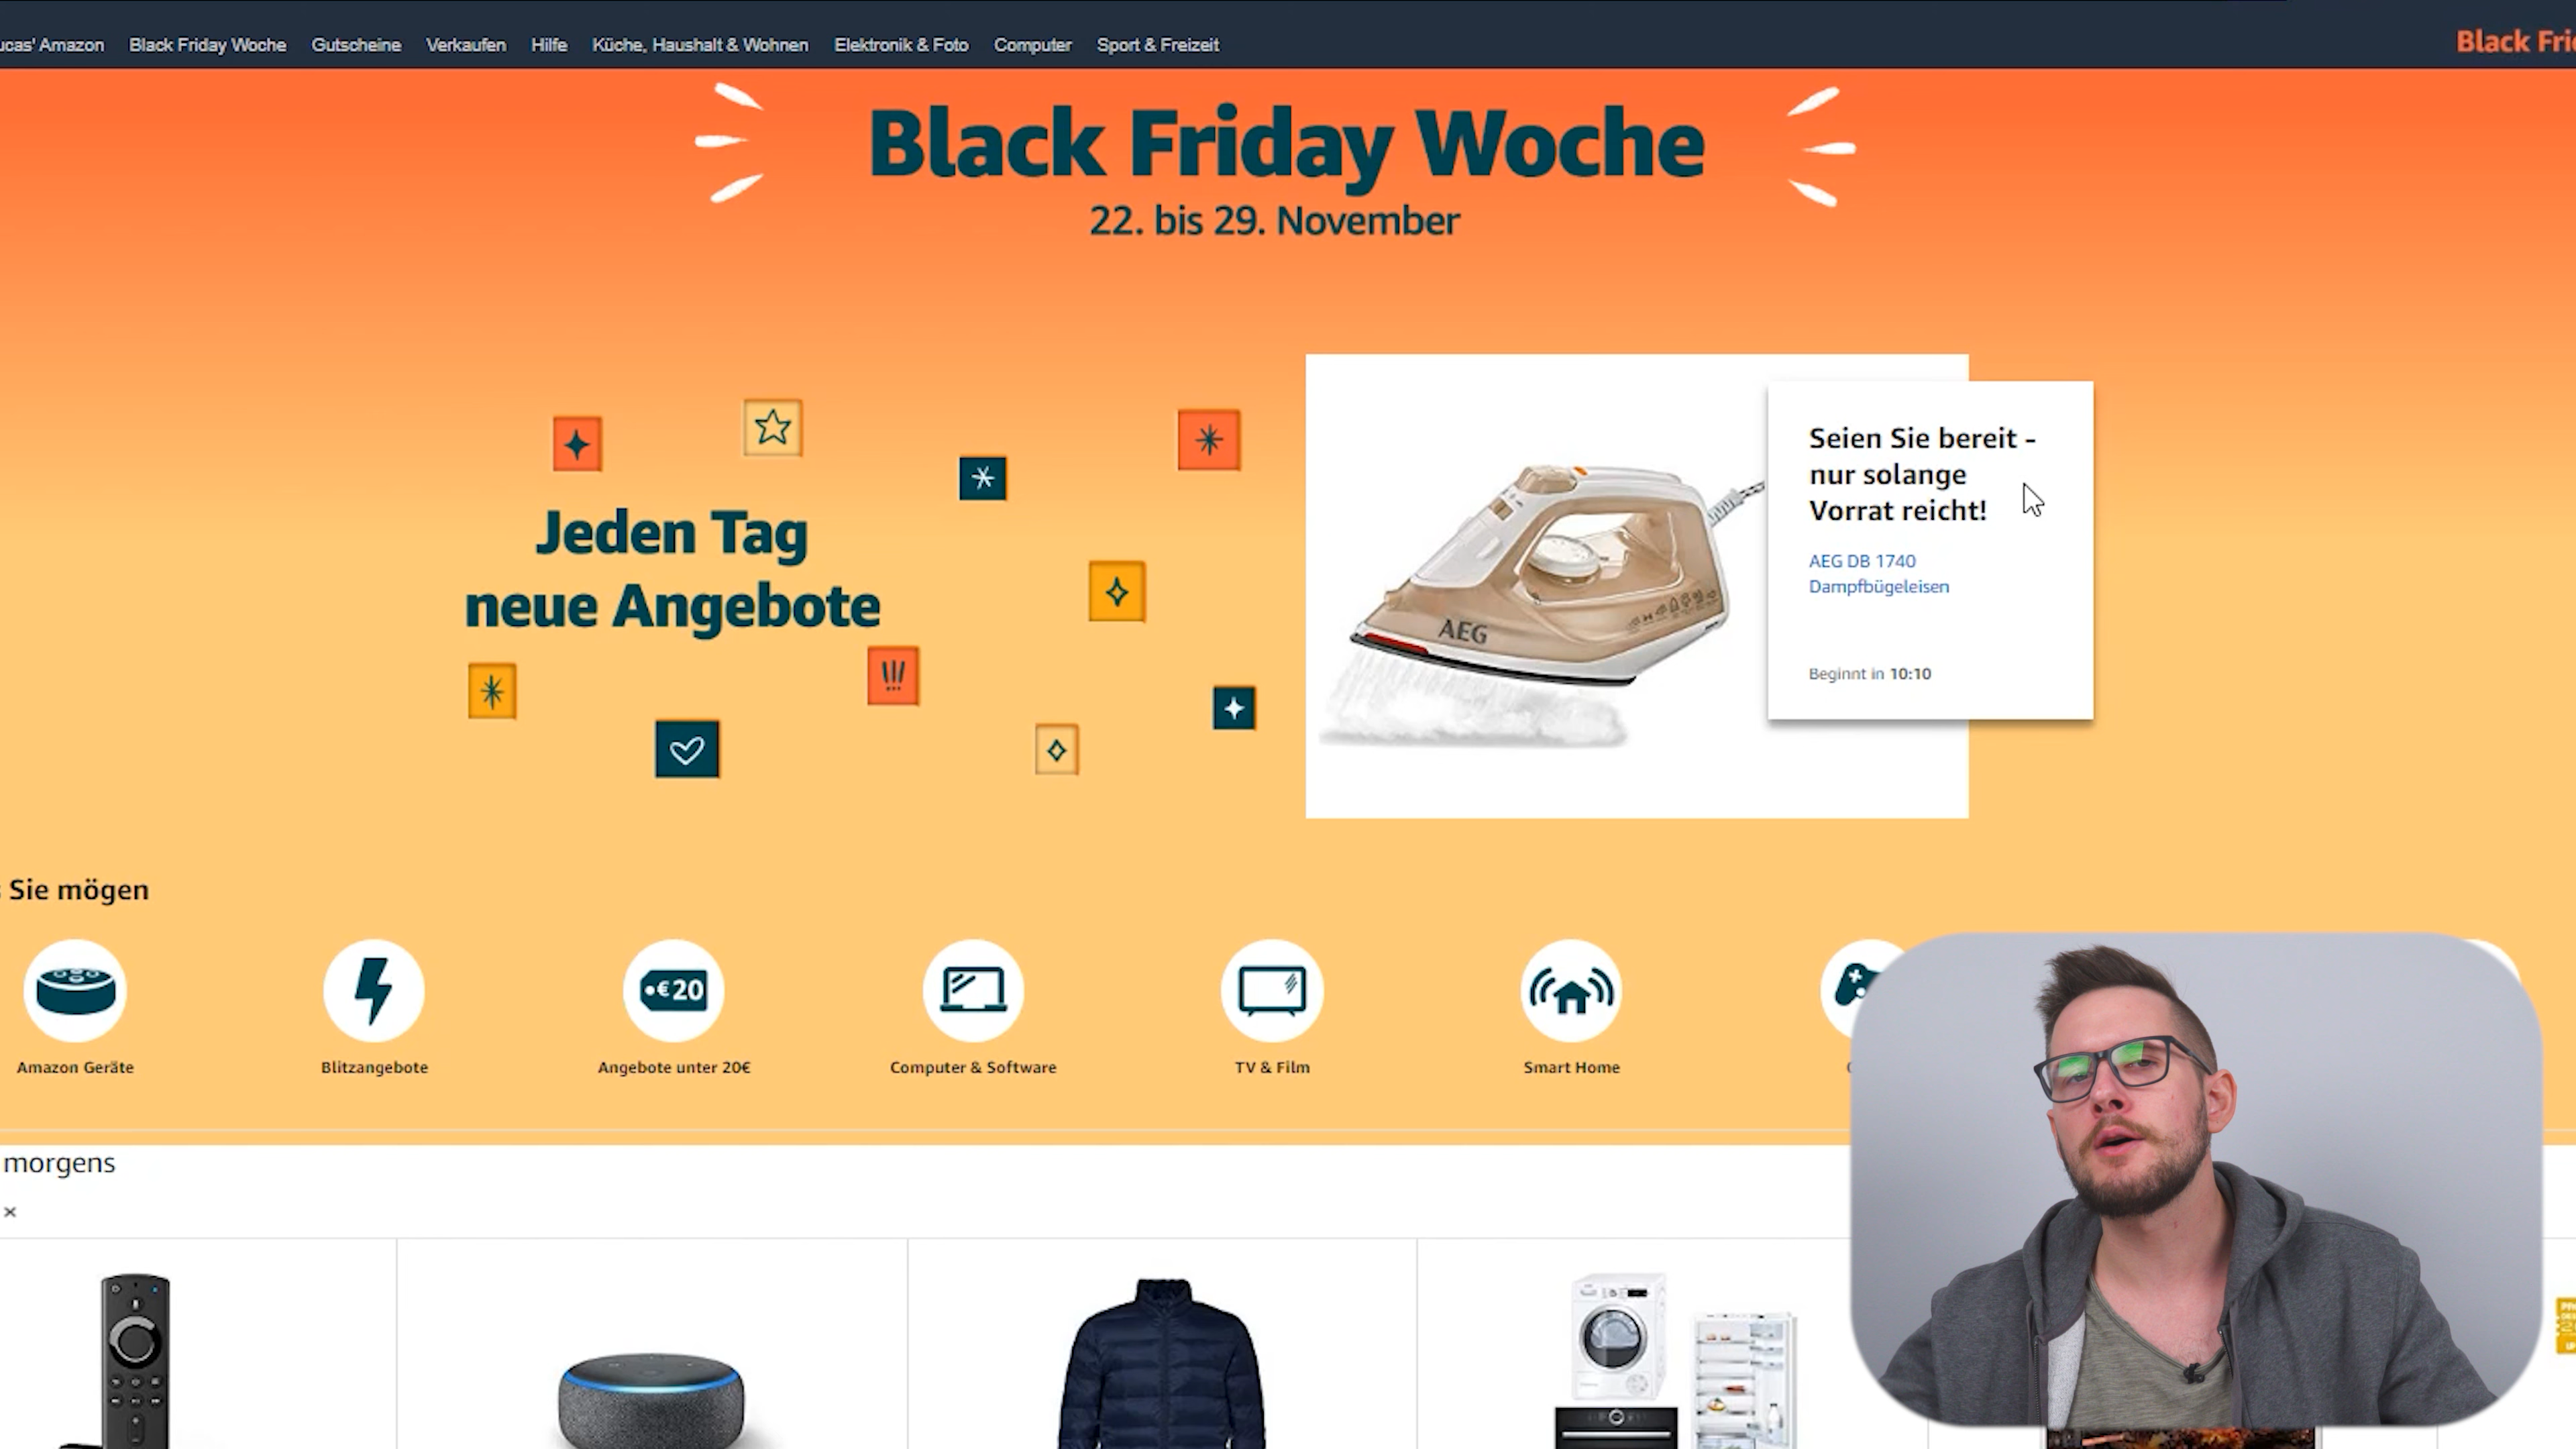 Lucas' Amazon Black Friday Woche Gutscheine Verkaufen Hilfe Küche, Haushalt & Wohnen Elektronik & Foto Computer Sport & Freizeit
Black
Black Friday Woche
22. bis 29. November
Jeden Tag
neue Angebote
AEG
Seien Sie bereit -
nur solange
Vorrat reicht!
AEG DB 1740
Dampfbügeleisen
Beginnt in 10:10
Sie mögen
€20
Amazon Geräte Blitzangebote Angebote unter 20€ Computer & Software TV & Film Smart Home
morgens